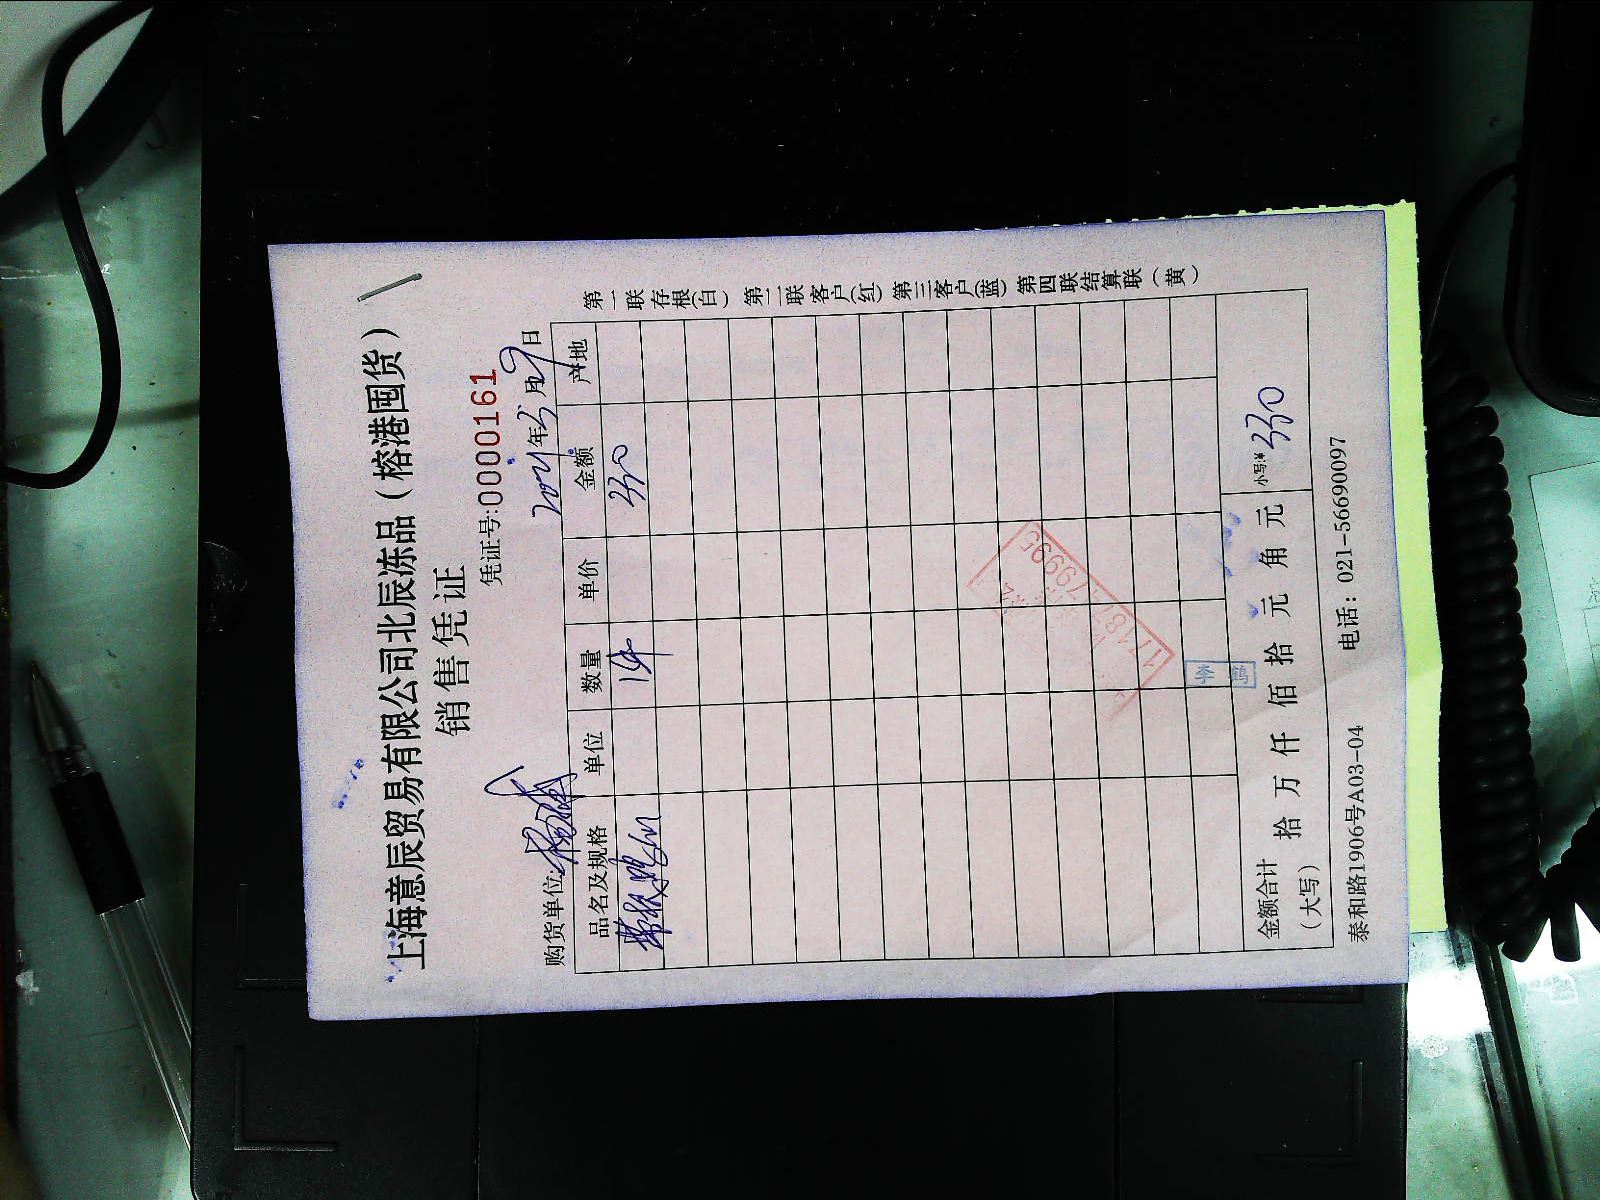 上海意辰贸易有限公司北辰冻品（榕港囤货）
销售凭证
凭证号:0000161
购货单位: 年3月29日
品名及规格 单位 数量 单价 金额 产地
1件 330
金额合计（大写） 拾 万 仟 佰 拾 元 角 元 小写:¥ 330
泰和路1906号A03-04 电话: 021-56690097
第一联存根(白) 第二联客户(红) 第三客户(蓝) 第四联结算联（黄）